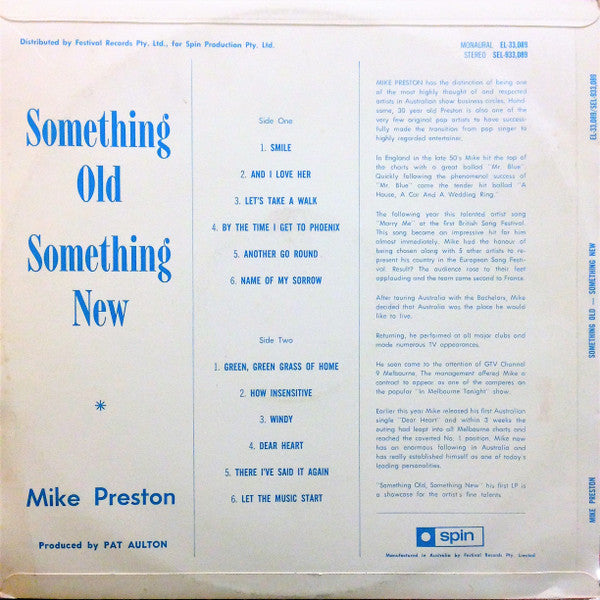 Distributed by Festival Records Pty. Ltd., for Spin Production Pty. Ltd.
MONAURAL EL-33,089
STEREO SEL-933,089
Something
Old
Something
New
*
Mike Preston
Produced by PAT AULTON
Side One
1. SMILE
2. AND I LOVE HER
3. LET'S TAKE A WALK
4. BY THE TIME I GET TO PHOENIX
5. ANOTHER GO ROUND
6. NAME OF MY SORROW
Side Two
1. GREEN, GREEN GRASS OF HOME
2. HOW INSENSITIVE
3. WINDY
4. DEAR HEART
5. THERE I'VE SAID IT AGAIN
6. LET THE MUSIC START
MIKE PRESTON has the distinction of being one
of the most highly thought of and respected
artists in Australian show business circles, Hand-
some, 30 year old Preston is also one of the
very few original pop artists to have success-
fully made the transition from pop singer to
highly regarded entertainer.
In England in the late 50's Mike hit the top of
the charts with a great ballad "Mr. Blue"
Quickly following the phenomenal success of
"Mr. Blue" came the tender hit ballad "A
House, A Car And A Wedding Ring."
The following year this talented artist sang
"Marry Me" at the first British Song Festival.
This song became an impressive hit for him
almost immediately, Mike had the honour of
being chosen along with 5 other artists to re-
present his country in the European Song Festi-
val. Result? The audience rose to their feet
applauding and the team came second to France.
After touring Australia with the Bachelors, Mike
decided that Australia was the place he would
like to live.
Returning, he performed at all major clubs and
made numerous TV appearances.
He soon came to the attention of GTV Channel
9 Melbourne, The management offered Mike a
contract to appear as one of the comperes on
the popular "In Melbourne Tonight" show.
Earlier this year Mike released his first Australian
single "Dear Heart" and within 3 weeks the
outing had leapt into all Melbourne charts and
reached the coveted No. 1 position. Mike now
has an enormous following in Australia and
has really established himself as one of today's
leading personalities.
"Something Old, Something New" his first LP is
a showcase for the artist's fine talents
spin
Manufactured in Australia by Festival Records Pty. Limited
EL-33,089/SEL-933,089
SOMETHING OLD — SOMETHING NEW
MIKE PRESTON